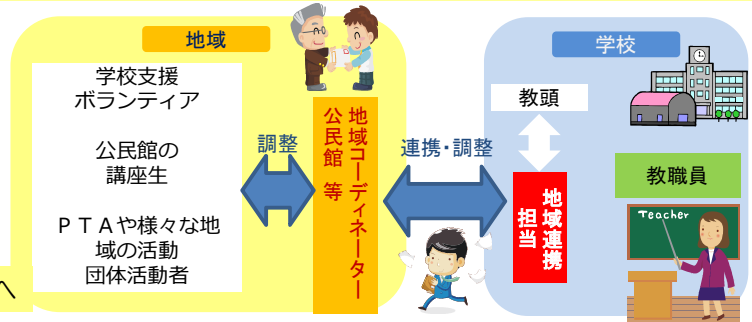 地域
学校支援
ボランティア
公民館の
講座生
ＰＴＡや様々な地
域の活動
団体活動者
へ
調整
地域コーディネーター
公民館 等
連携・調整
学校
教頭
地域連携
担当
教職員
Teacher